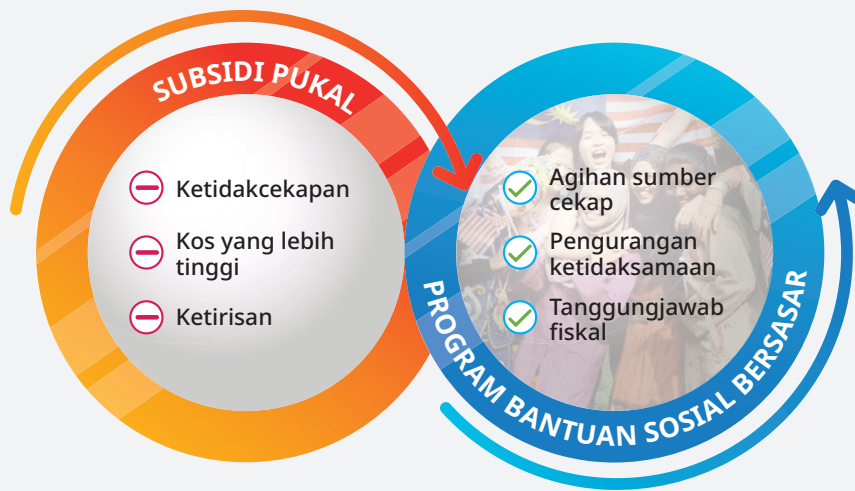 SUBSIDI PUKAL
Ketidakcekapan
Kos yang lebih
tinggi
Ketirisan
Agihan sumber
cekap
Pengurangan
ketidaksamaan
Tanggungjawab
fiskal
PROGRAM BANTUAN SOSIAL BERSASAR